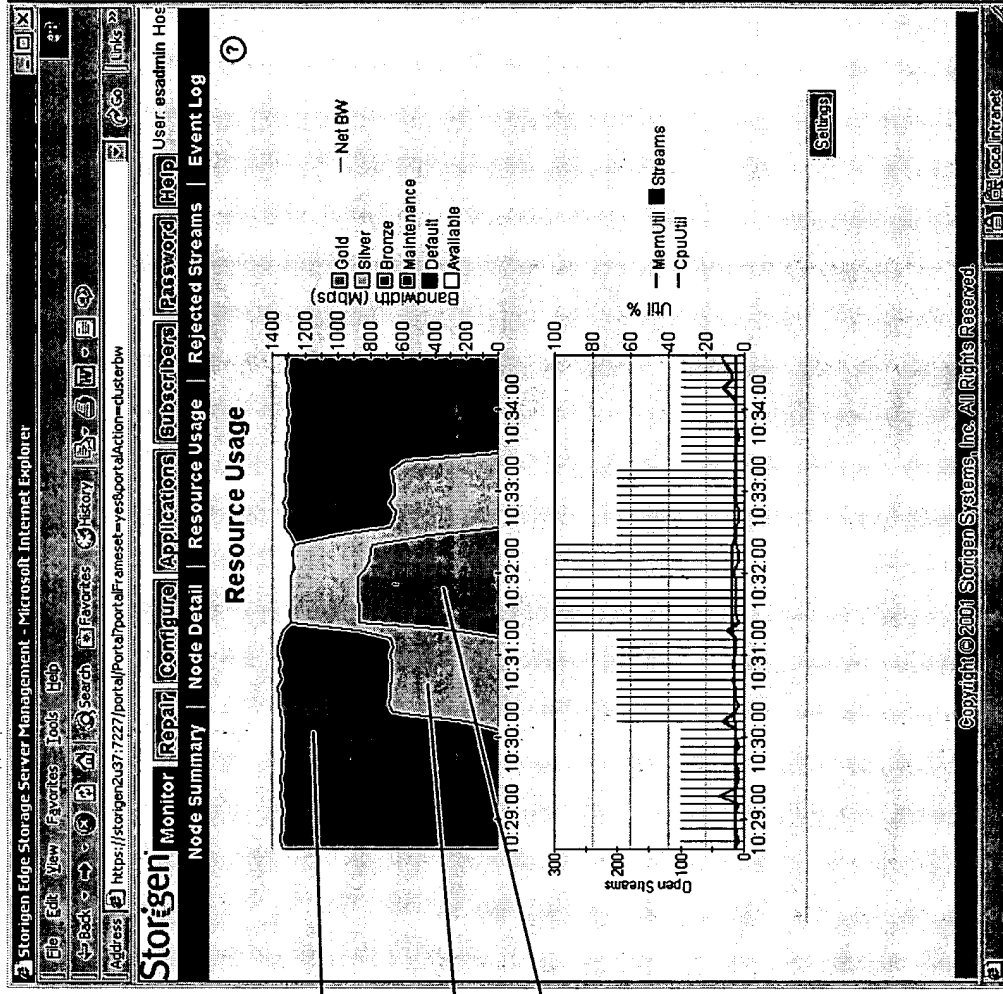 Storigen Edge Storage Server Management - Microsoft Internet Explorer
File Edit View Favorites Tools Help
Back Search Favorites History
Address https://storigen2u37:7227/portal/Portal?portalFrameset=yes&portalAction=clusterbw Go Links »
Storigen Monitor Repair Configure Applications Subscribers Password Help User: esadmin Hos
Node Summary | Node Detail | Resource Usage | Rejected Streams | Event Log
Resource Usage
?
1400
1200
1000
800
600
400
200
0
Bandwidth (Mbps)
Gold
Silver
Bronze
Maintenance
Default
Available
Net BW
10:29:00 10:30:00 10:31:00 10:32:00 10:33:00 10:34:00
300
200
100
0
Open Streams
100
80
60
40
20
0
Util %
MemUtil Streams
CpuUtil
10:29:00 10:30:00 10:31:00 10:32:00 10:33:00 10:34:00
Settings
Copyright © 2001 Storigen Systems, Inc. All Rights Reserved.
Local intranet